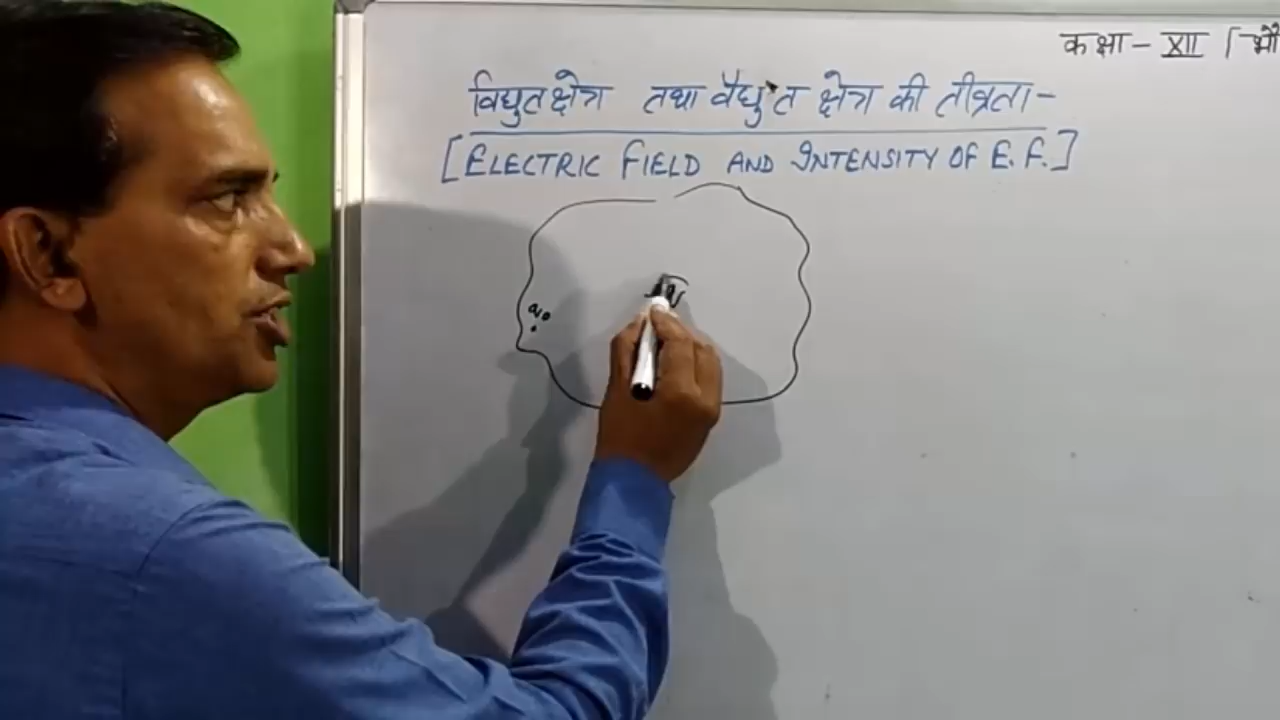 कक्षा - XII
विद्युत क्षेत्र तथा वैद्युत क्षेत्र की तीव्रता -
[ELECTRIC FIELD AND INTENSITY OF E. F.]